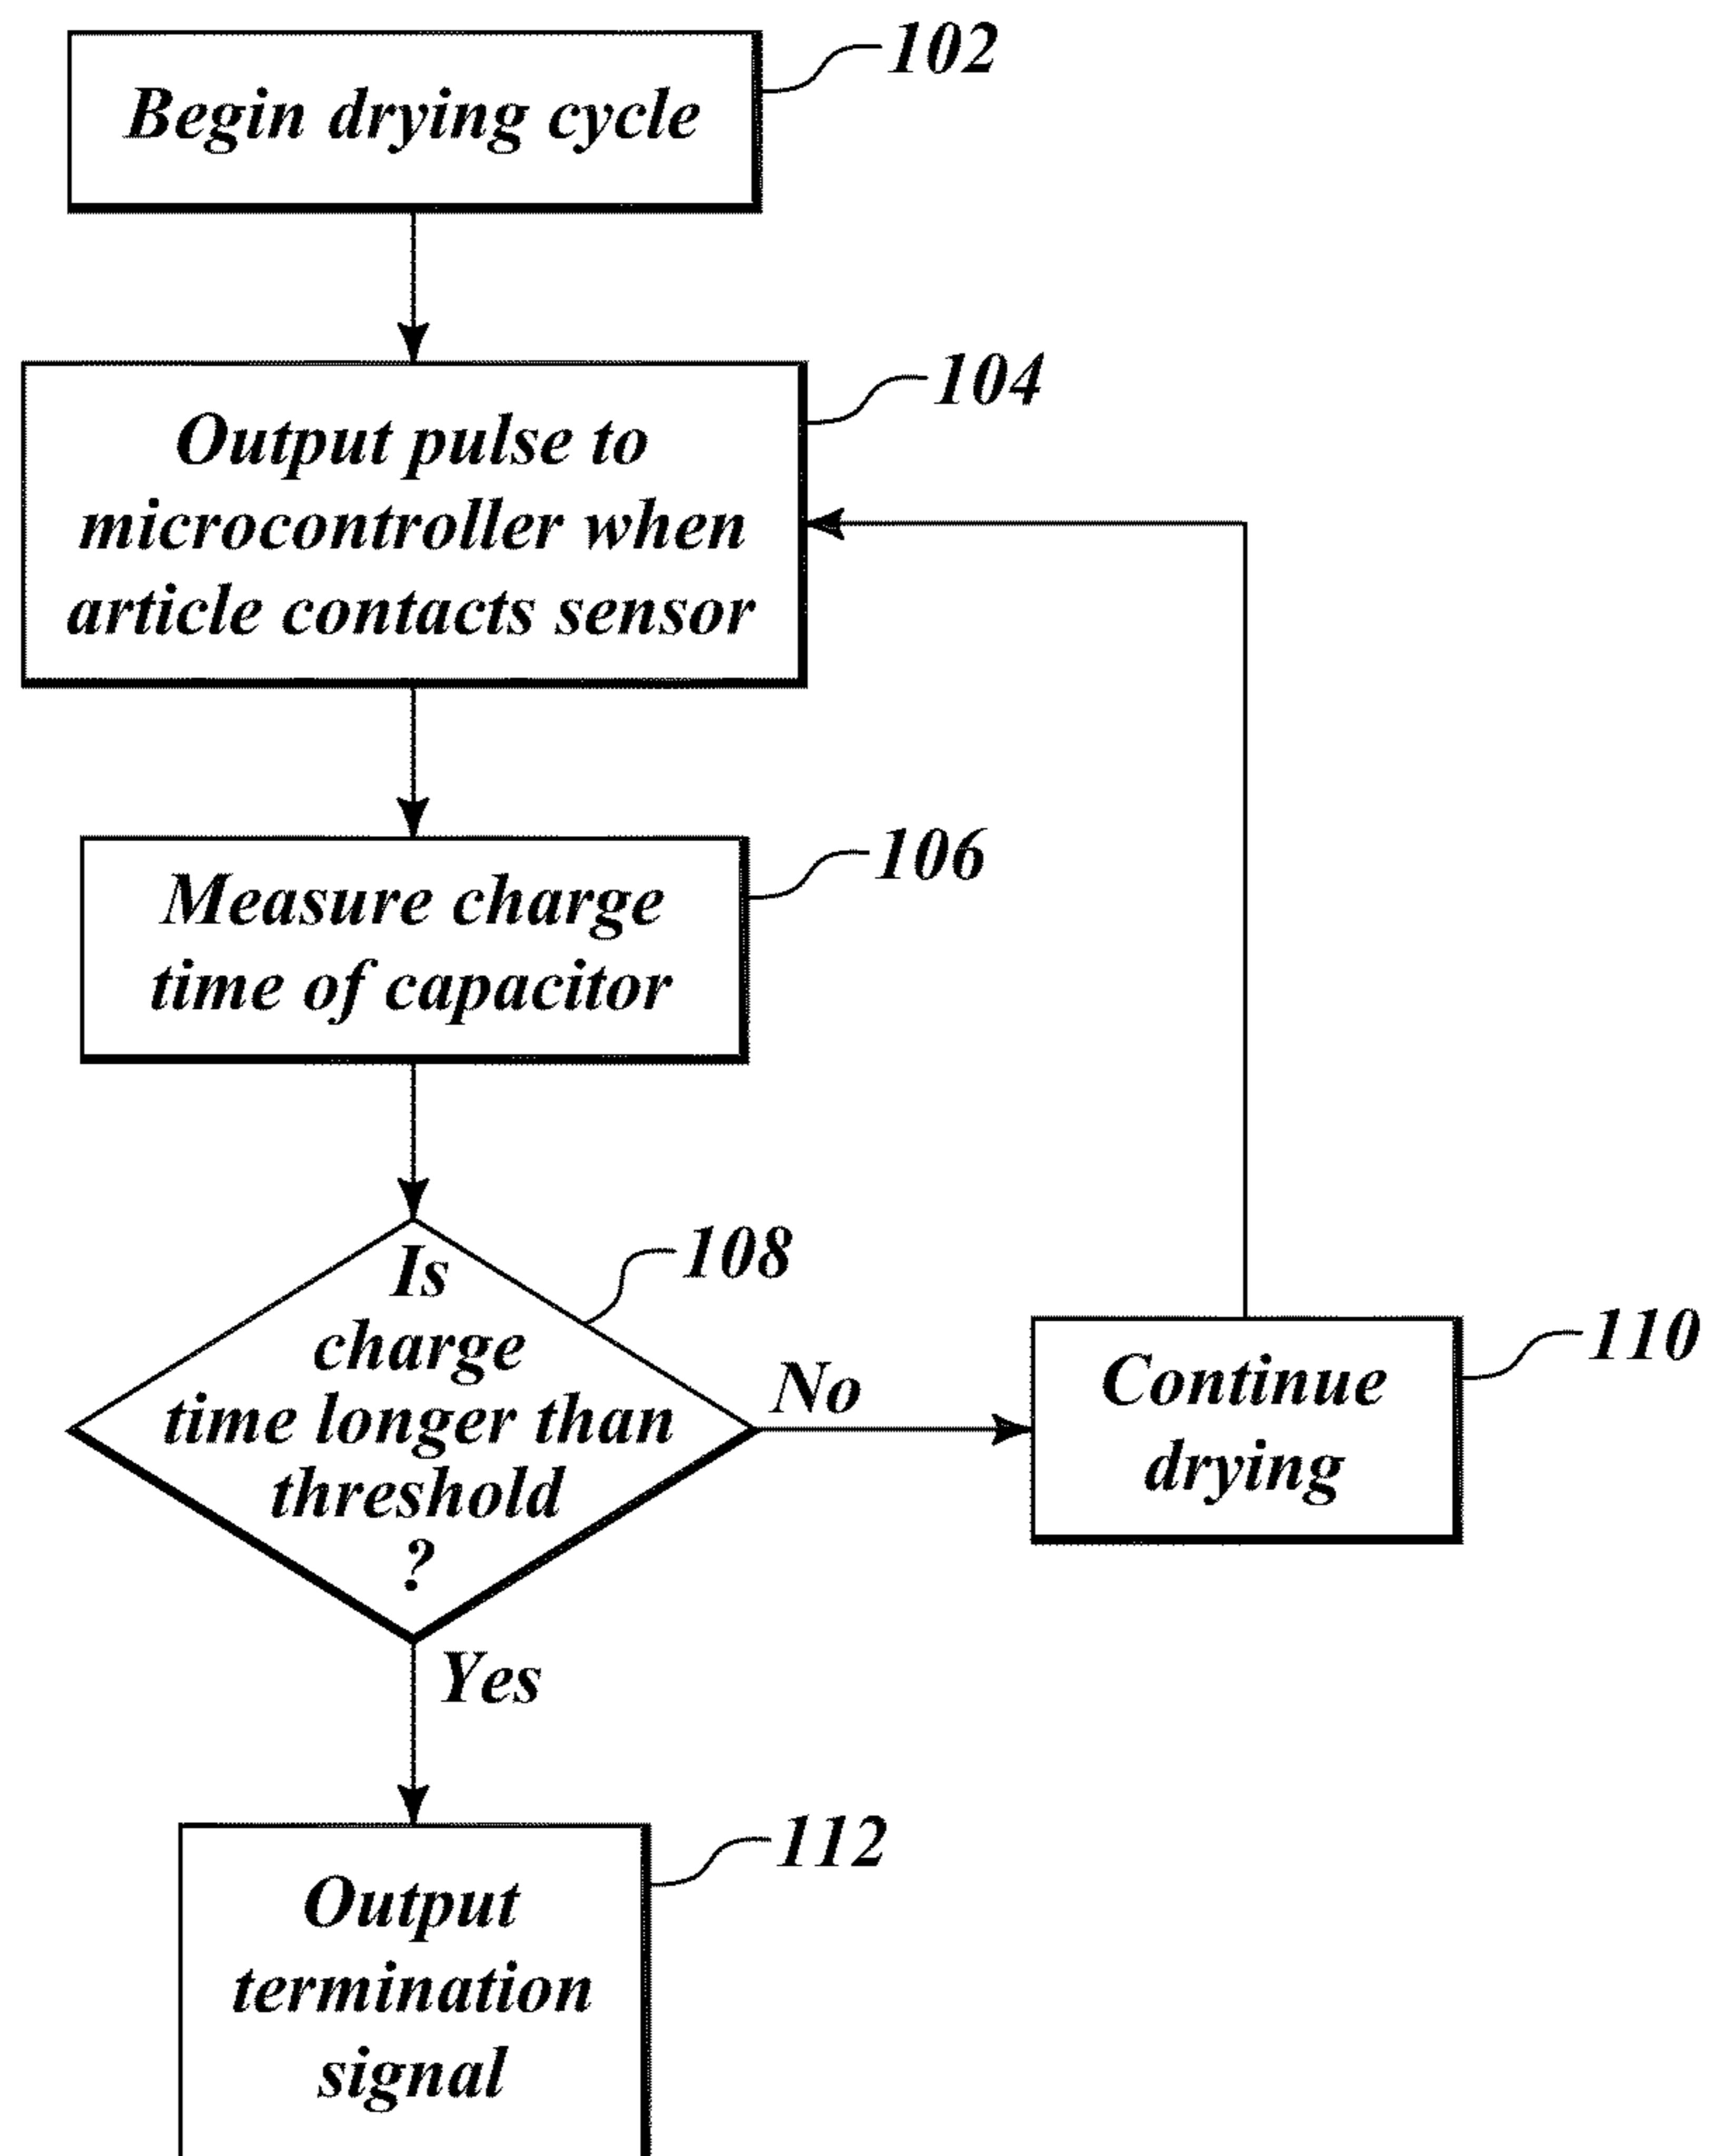 102
Begin drying cycle
104
Output pulse to
microcontroller when
article contacts sensor
106
Measure charge
time of capacitor
108
Is
charge
time longer than
threshold
?
No
110
Continue
drying
Yes
112
Output
termination
signal